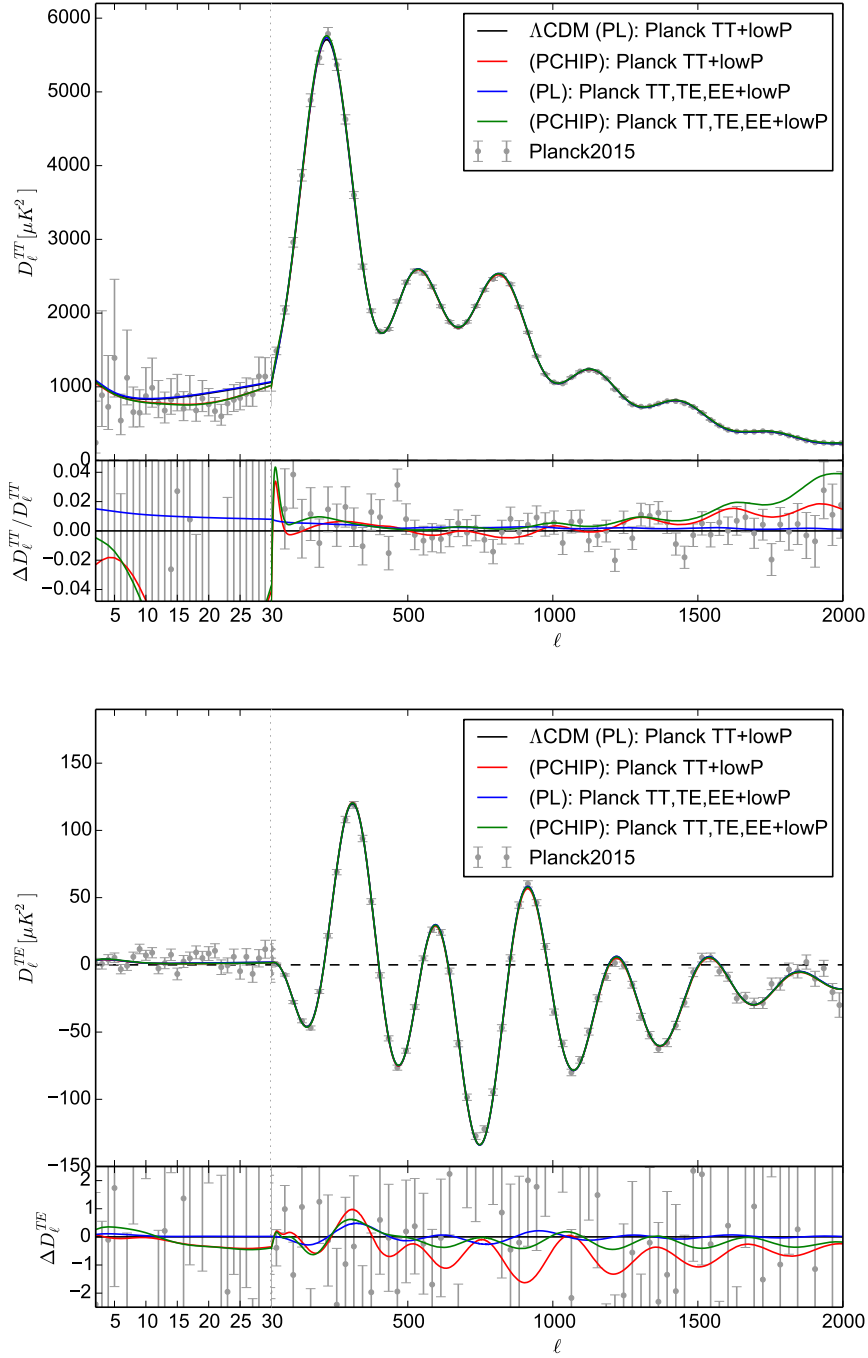 6000
5000
4000
3000
2000
1000
0
D_ℓ^{TT} [μK²]
ΛCDM (PL): Planck TT+lowP
(PCHIP): Planck TT+lowP
(PL): Planck TT,TE,EE+lowP
(PCHIP): Planck TT,TE,EE+lowP
Planck2015
0.04
0.02
0.00
−0.02
−0.04
ΔD_ℓ^{TT}/D_ℓ^{TT}
5 10 15 20 25 30 500 1000 1500 2000
ℓ
150
100
50
0
−50
−100
−150
D_ℓ^{TE} [μK²]
ΛCDM (PL): Planck TT+lowP
(PCHIP): Planck TT+lowP
(PL): Planck TT,TE,EE+lowP
(PCHIP): Planck TT,TE,EE+lowP
Planck2015
2
1
0
−1
−2
ΔD_ℓ^{TE}
5 10 15 20 25 30 500 1000 1500 2000
ℓ